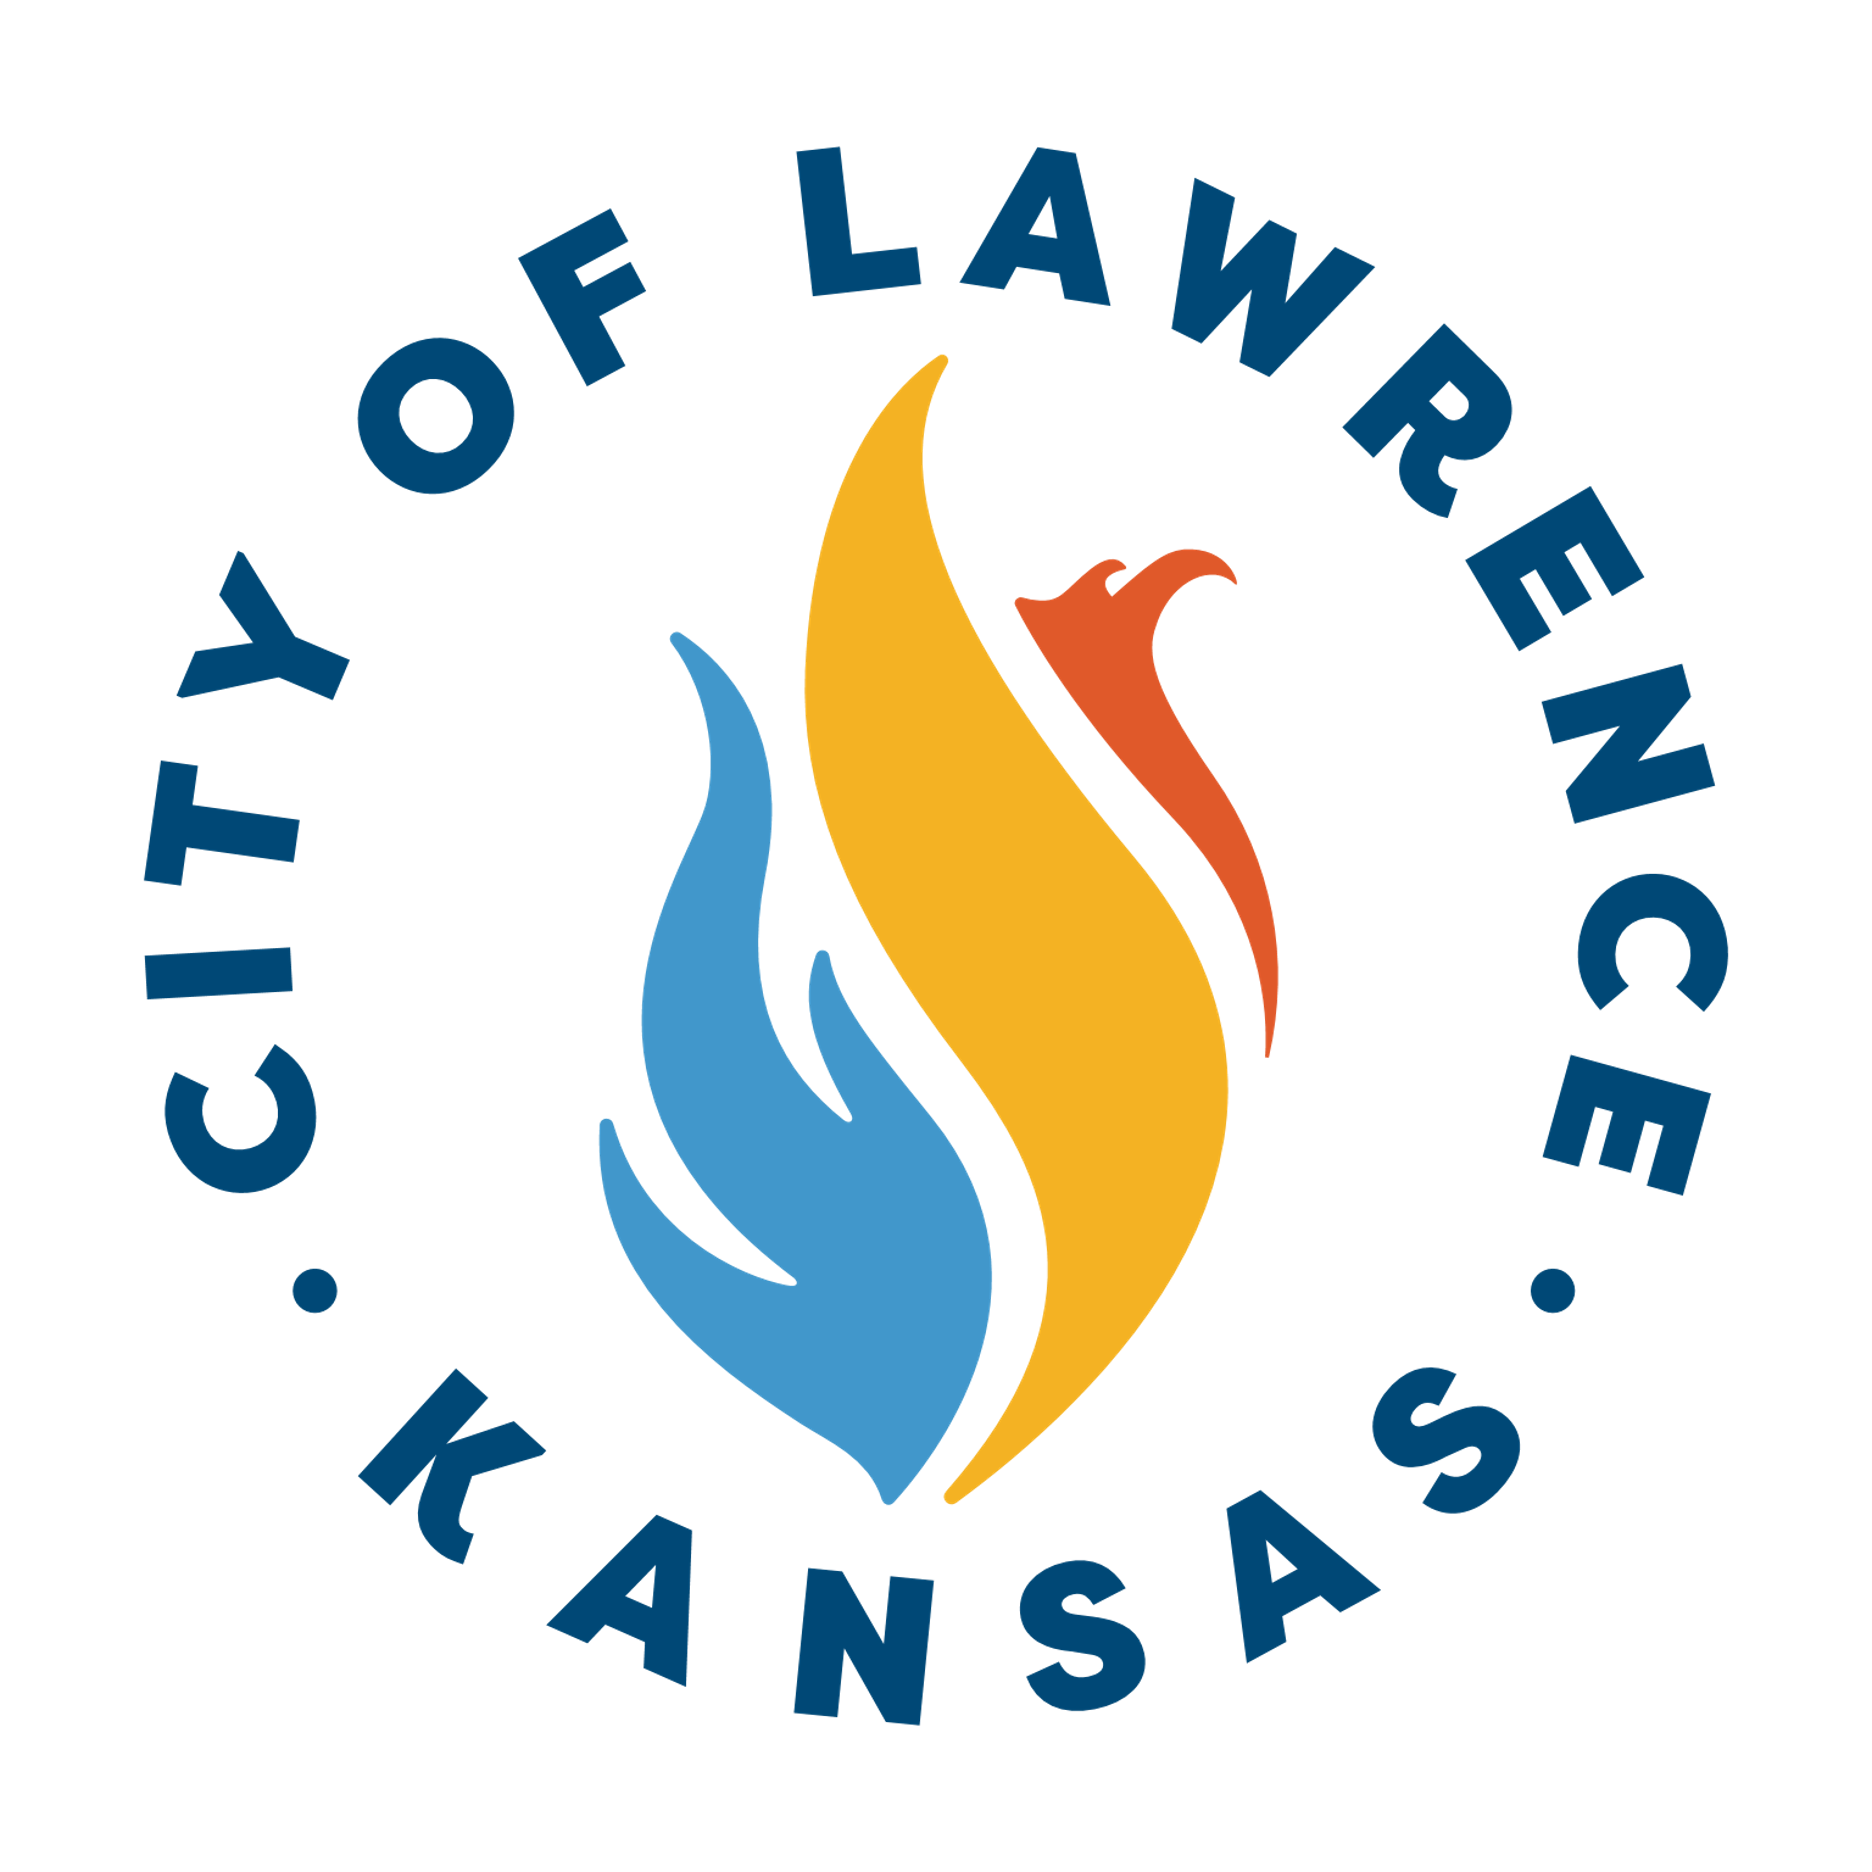 CITY OF LAWRENCE
• KANSAS •